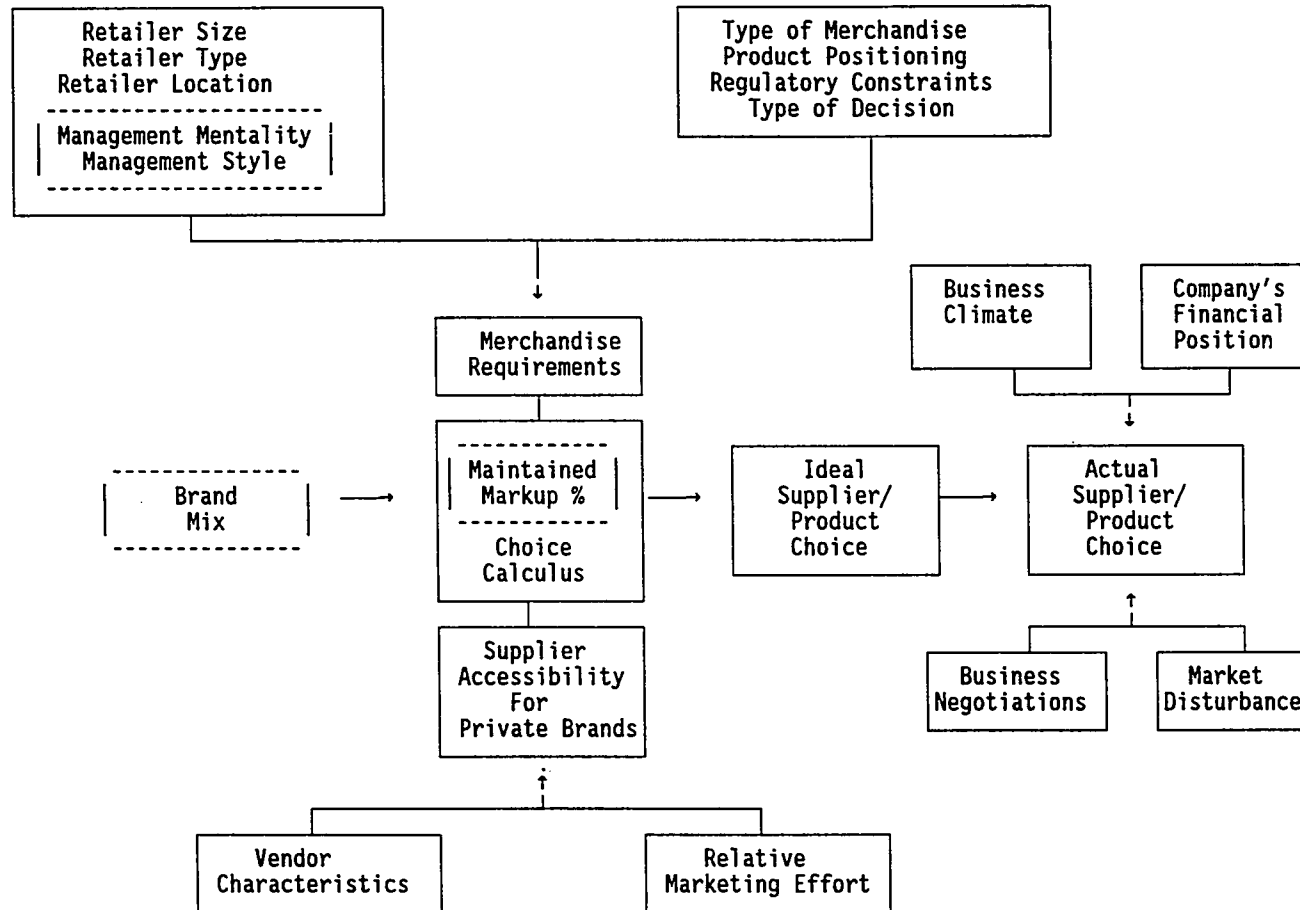 Retailer Size
Retailer Type
Retailer Location
Management Mentality
Management Style
Type of Merchandise
Product Positioning
Regulatory Constraints
Type of Decision
Business
Climate
Company's
Financial
Position
Merchandise
Requirements
Brand
Mix
Maintained
Markup %
Choice
Calculus
Ideal
Supplier/
Product
Choice
Actual
Supplier/
Product
Choice
Supplier
Accessibility
For
Private Brands
Business
Negotiations
Market
Disturbance
Vendor
Characteristics
Relative
Marketing Effort